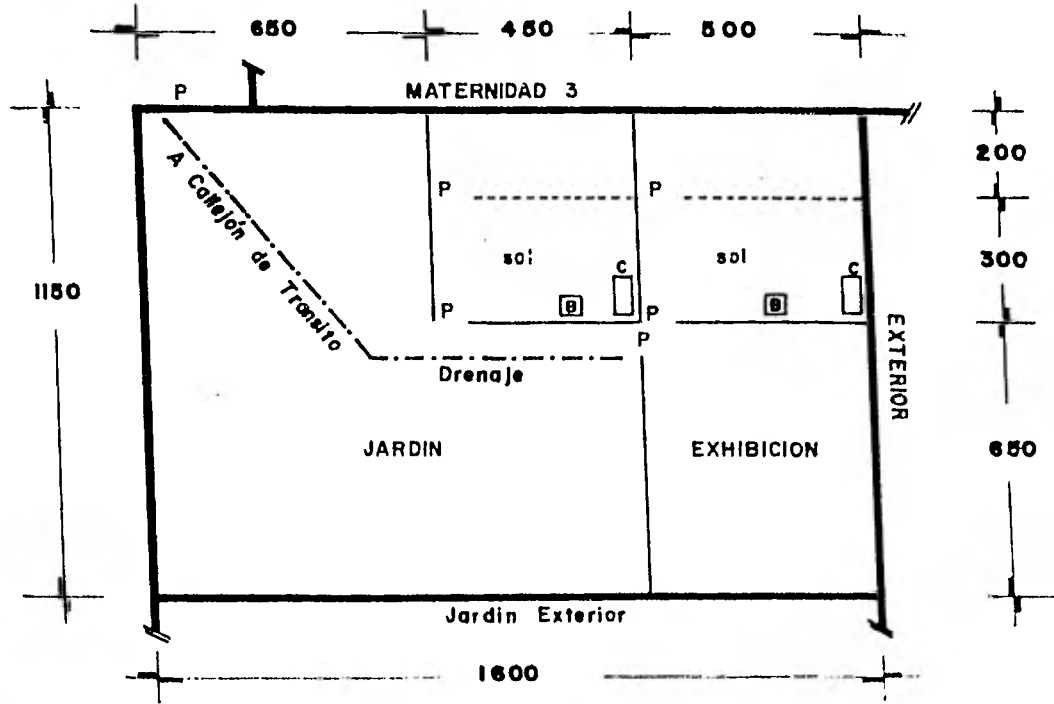 650 450 500
P MATERNIDAD 3
200
A Callejón de Transito
P P
sol sol
300
C C
1150
B B
P P
P
EXTERIOR
Drenaje
JARDIN EXHIBICION
650
Jardin Exterior
1600